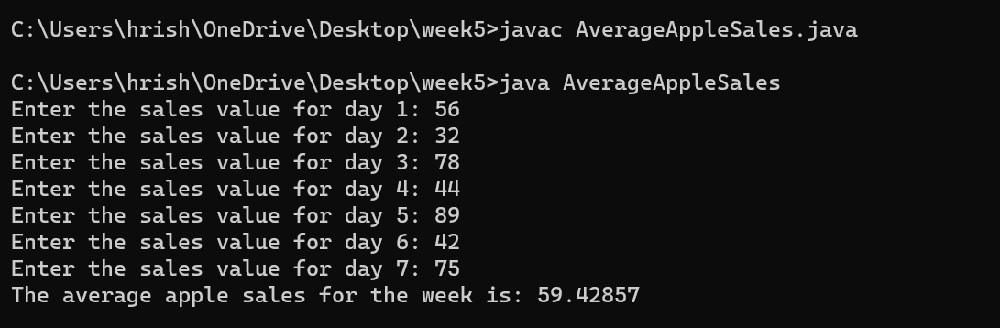 C:\Users\hrish\OneDrive\Desktop\week5>javac AverageAppleSales.java
C:\Users\hrish\OneDrive\Desktop\week5>java AverageAppleSales
Enter the sales value for day 1: 56
Enter the sales value for day 2: 32
Enter the sales value for day 3: 78
Enter the sales value for day 4: 44
Enter the sales value for day 5: 89
Enter the sales value for day 6: 42
Enter the sales value for day 7: 75
The average apple sales for the week is: 59.42857